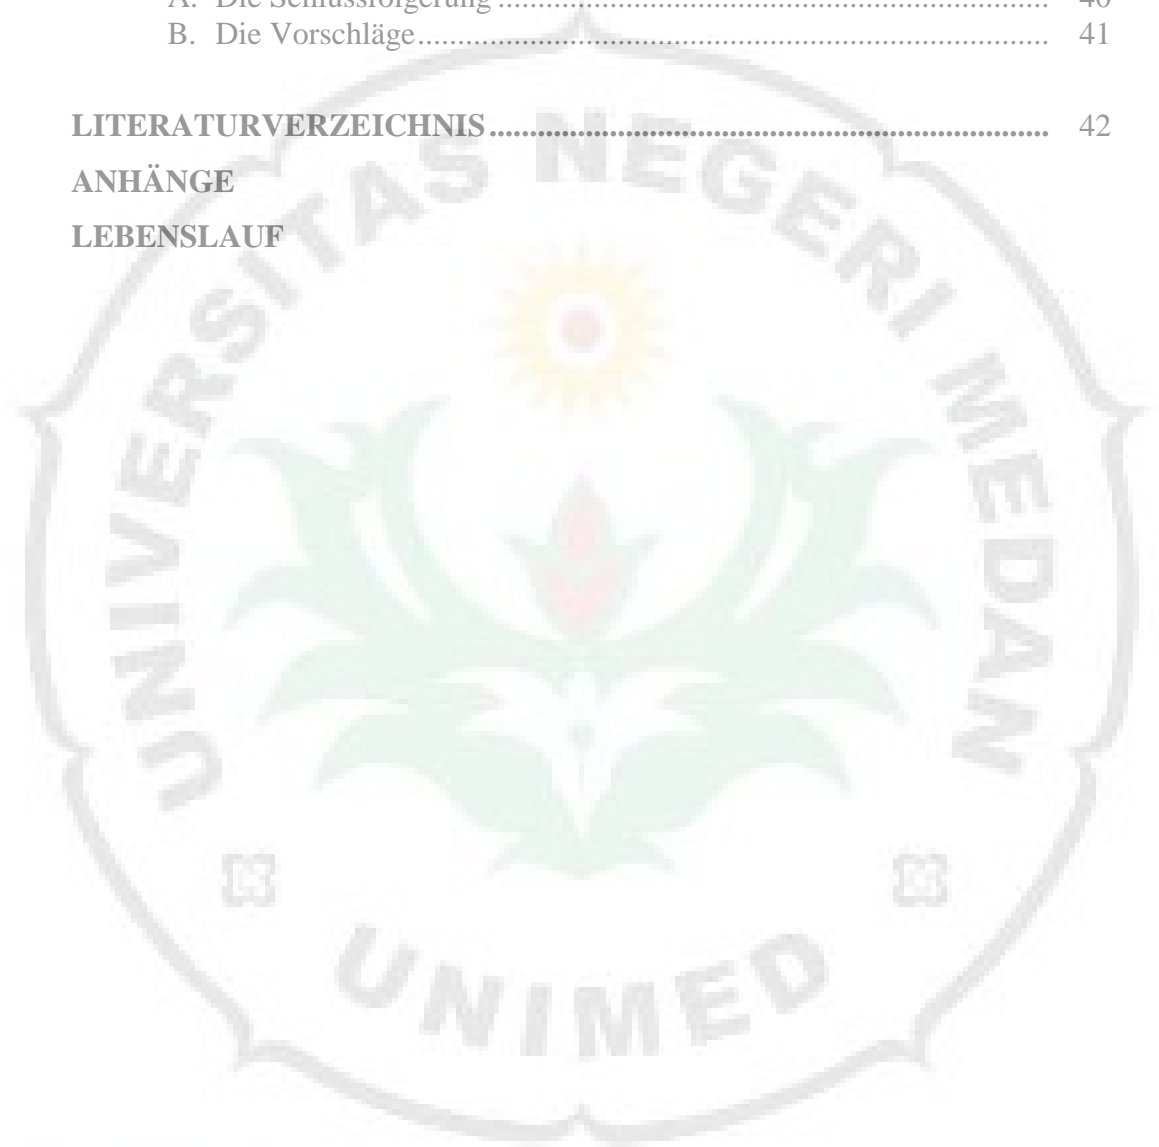 A. Die Schlussfolgerung ........................................................................ 40
B. Die Vorschläge................................................................................... 41
LITERATURVERZEICHNIS..................................................................... 42
ANHÄNGE
LEBENSLAUF
UNIVERSITAS NEGERI MEDAN
UNIMED